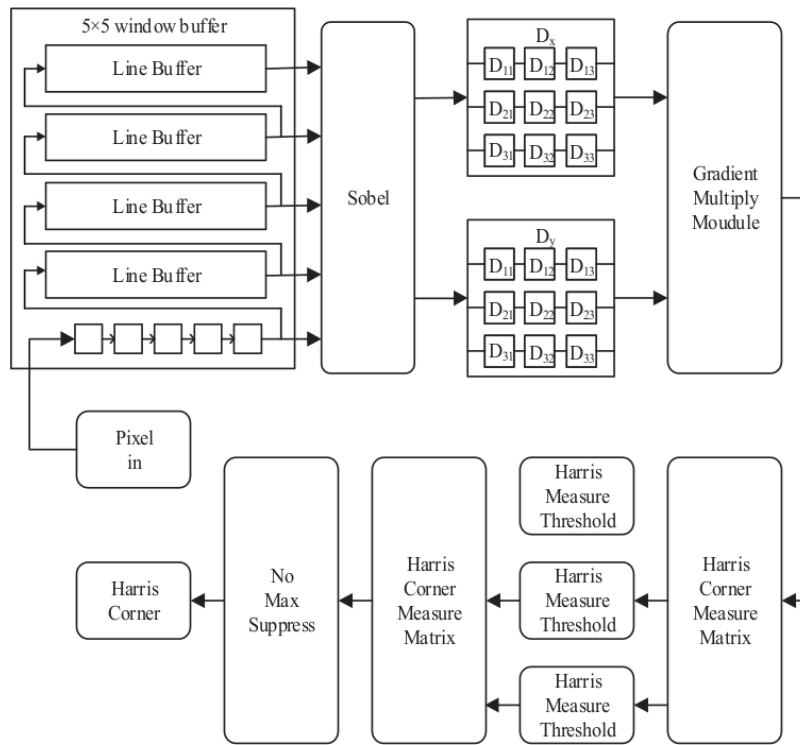 5×5 window buffer
Line Buffer
Line Buffer
Line Buffer
Line Buffer
Sobel
Dx
D11 D12 D13
D21 D22 D23
D31 D32 D33
Dy
D11 D12 D13
D21 D22 D23
D31 D32 D33
Gradient
Multiply
Moudule
Pixel
in
Harris
Corner
No
Max
Suppress
Harris
Corner
Measure
Matrix
Harris
Measure
Threshold
Harris
Measure
Threshold
Harris
Measure
Threshold
Harris
Corner
Measure
Matrix